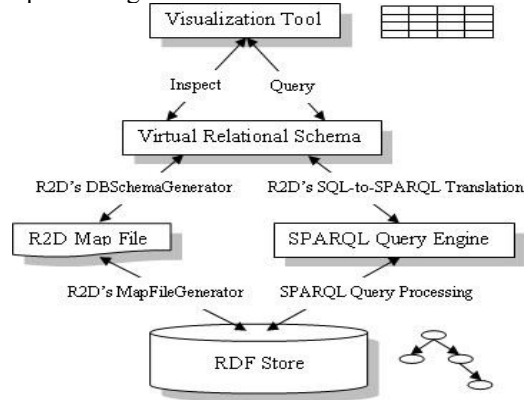 Visualization Tool
Inspect Query
Virtual Relational Schema
R2D's DBSchemaGenerator R2D's SQL-to-SPARQL Translation
R2D Map File SPARQL Query Engine
R2D's MapFileGenerator SPARQL Query Processing
RDF Store